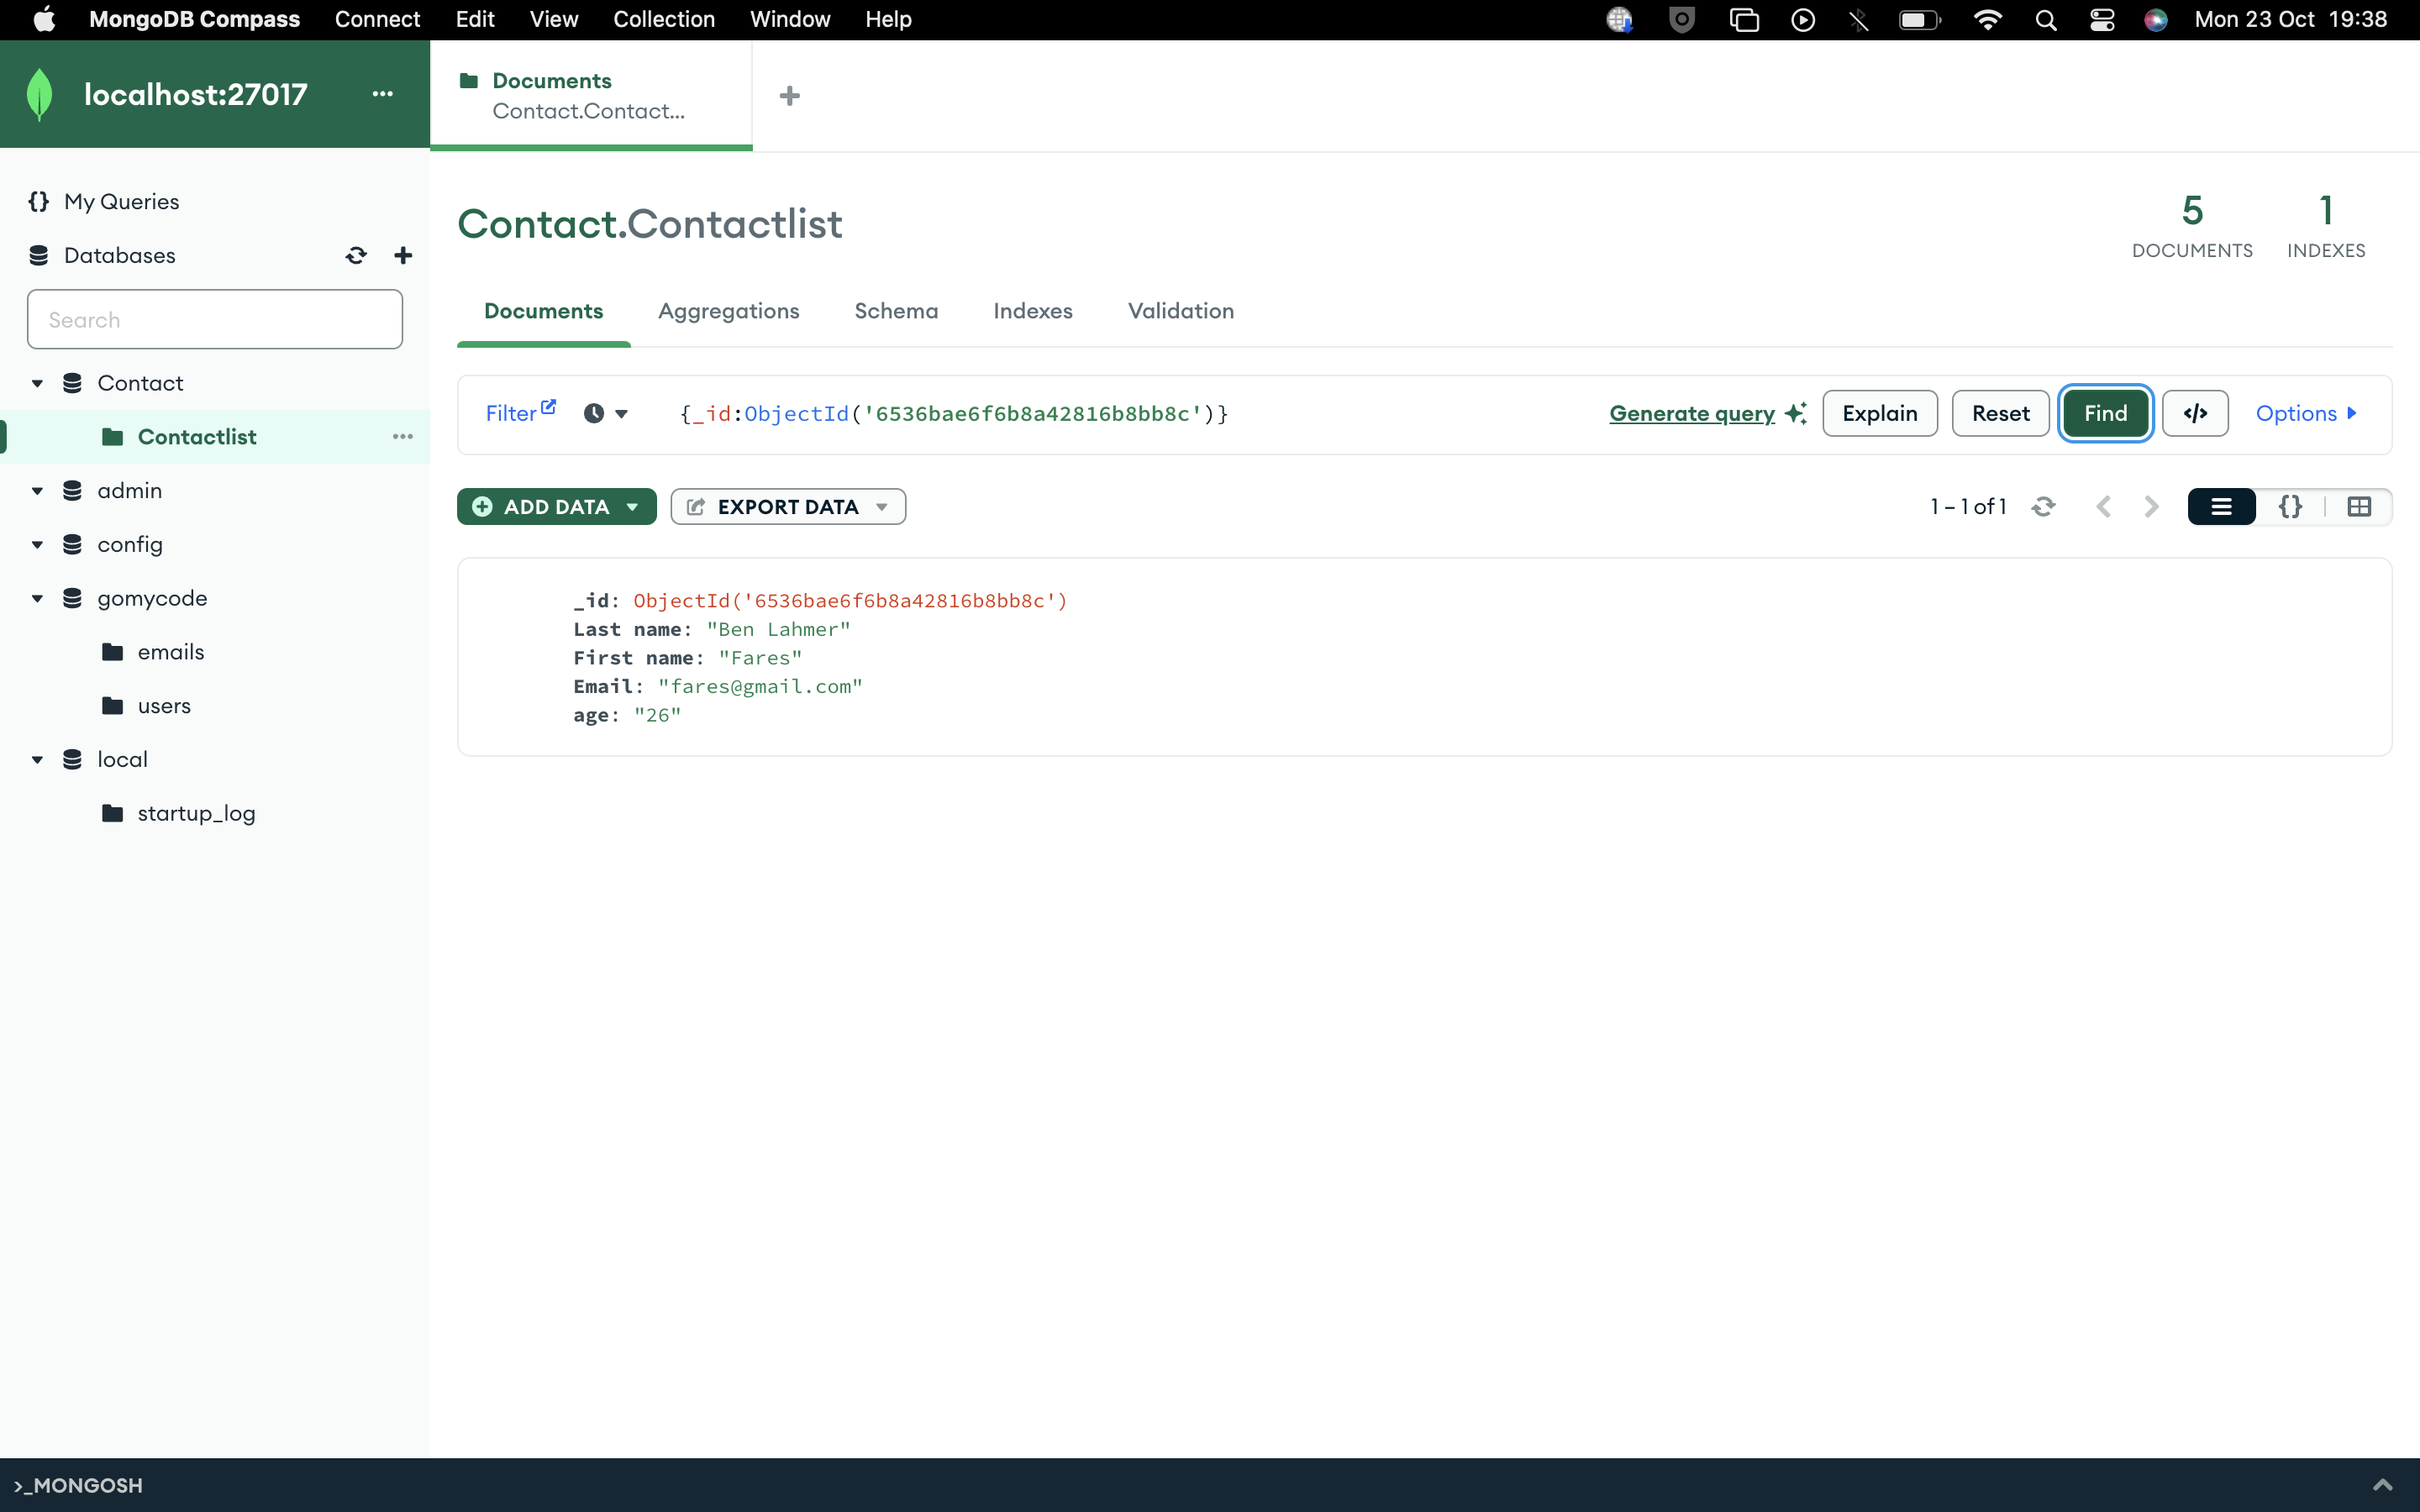 MongoDB Compass Connect Edit View Collection Window Help Mon 23 Oct 19:38
localhost:27017 ...
Documents
Contact.Contact...
My Queries
Databases
Search
Contact
Contactlist
admin
config
gomycode
emails
users
local
startup_log
Contact.Contactlist
5
DOCUMENTS
1
INDEXES
Documents Aggregations Schema Indexes Validation
Filter {_id:ObjectId('6536bae6f6b8a42816b8bb8c')} Generate query Explain Reset Find </> Options
ADD DATA EXPORT DATA 1 – 1 of 1 {}
_id: ObjectId('6536bae6f6b8a42816b8bb8c')
Last name: "Ben Lahmer"
First name: "Fares"
Email: "fares@gmail.com"
age: "26"
>_MONGOSH